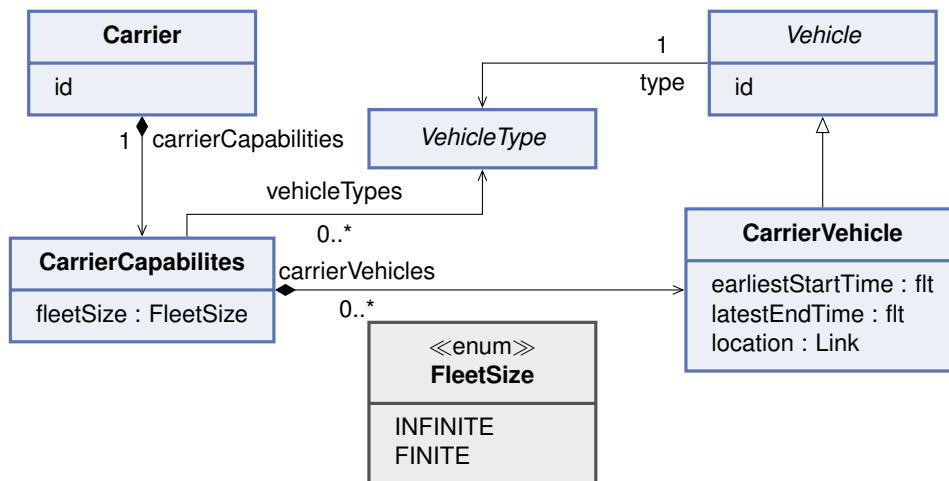 Carrier
id
Vehicle
id
1
type
VehicleType
1
carrierCapabilities
vehicleTypes
0..*
CarrierCapabilites
fleetSize : FleetSize
carrierVehicles
0..*
CarrierVehicle
earliestStartTime : flt
latestEndTime : flt
location : Link
≪enum≫
FleetSize
INFINITE
FINITE